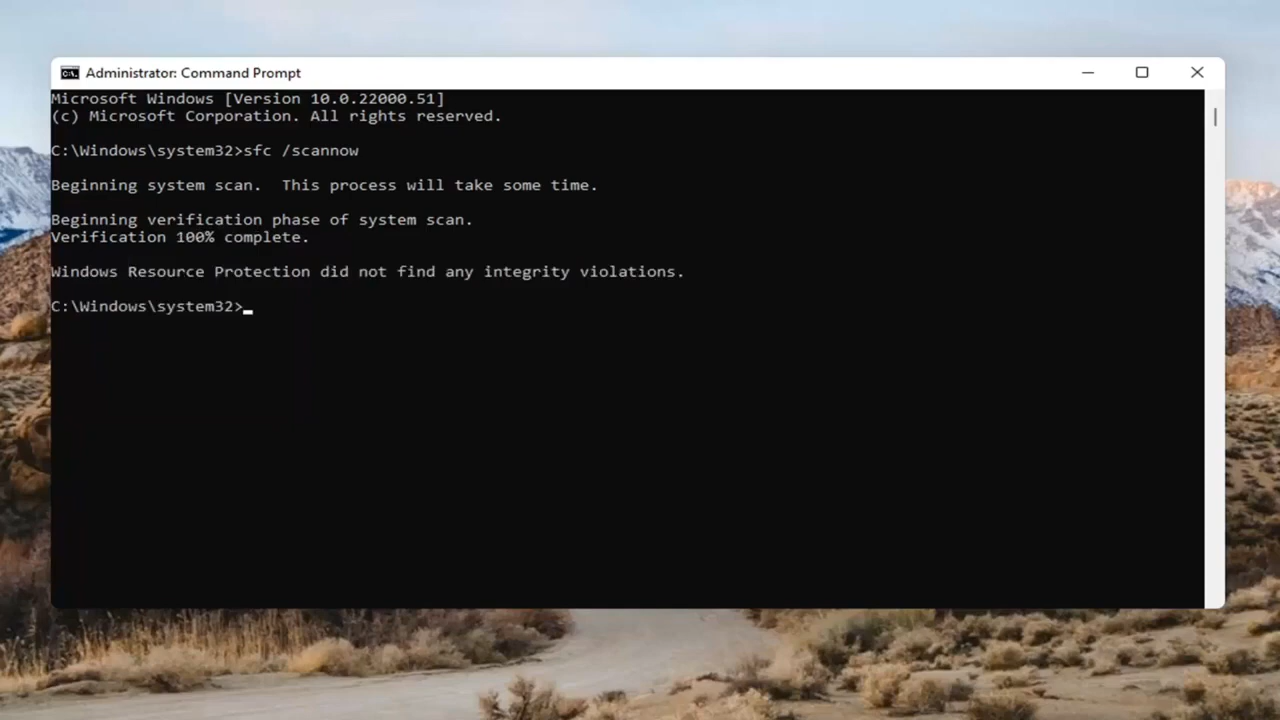 Administrator: Command Prompt
Microsoft Windows [Version 10.0.22000.51]
(c) Microsoft Corporation. All rights reserved.
C:\Windows\system32>sfc /scannow
Beginning system scan.  This process will take some time.
Beginning verification phase of system scan.
Verification 100% complete.
Windows Resource Protection did not find any integrity violations.
C:\Windows\system32>